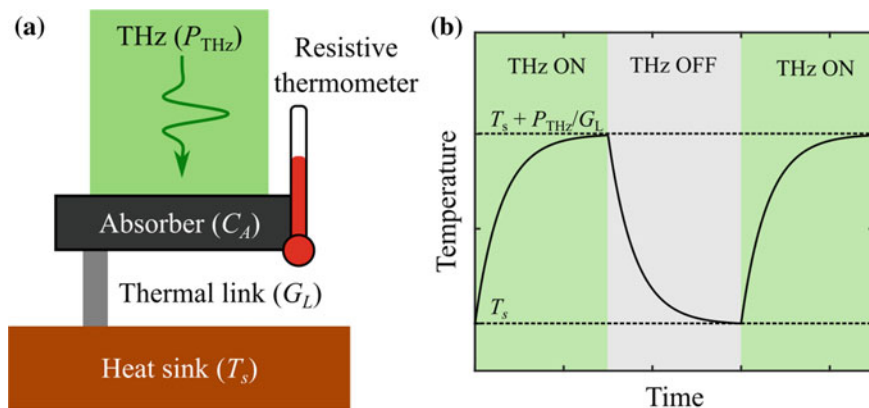 (a)
THz (P_THz)
Resistive
thermometer
Absorber (C_A)
Thermal link (G_L)
Heat sink (T_s)
(b)
THz ON
THz OFF
THz ON
T_s + P_THz/G_L
T_s
Temperature
Time